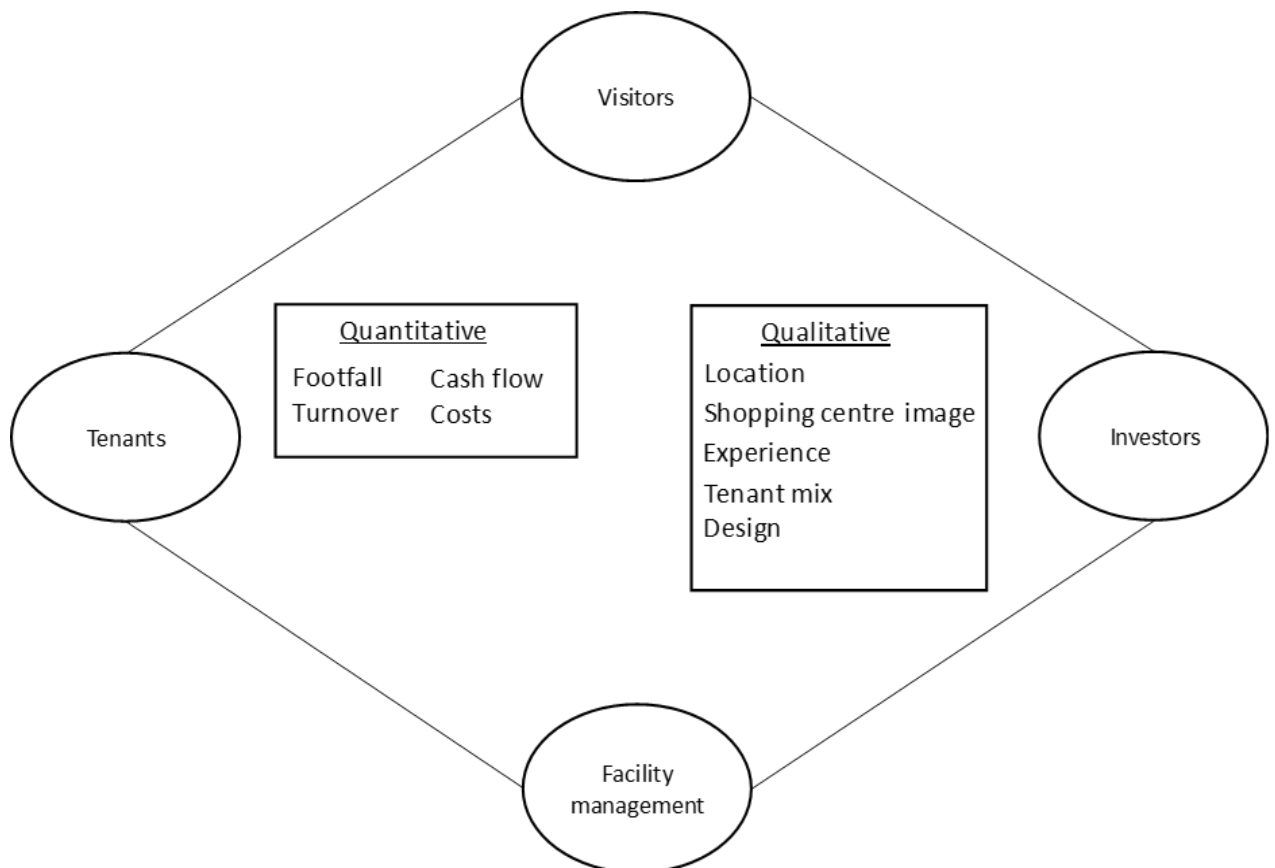 Visitors
Quantitative
Footfall Cash flow
Turnover Costs
Qualitative
Location
Shopping centre image
Experience
Tenant mix
Design
Tenants
Investors
Facility
management